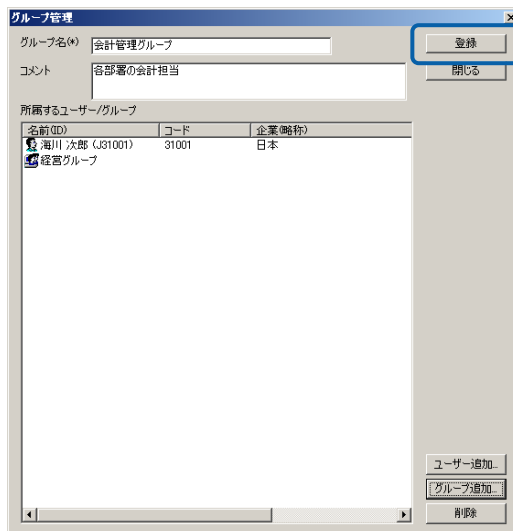 グループ管理
グループ名(*) 会計管理グループ 登録
コメント 各部署の会計担当 閉じる
所属するユーザー/グループ
名前(ID) コード 企業(略称)
海川 次郎 (J31001) 31001 日本
経営グループ
ユーザー追加...
グループ追加...
削除